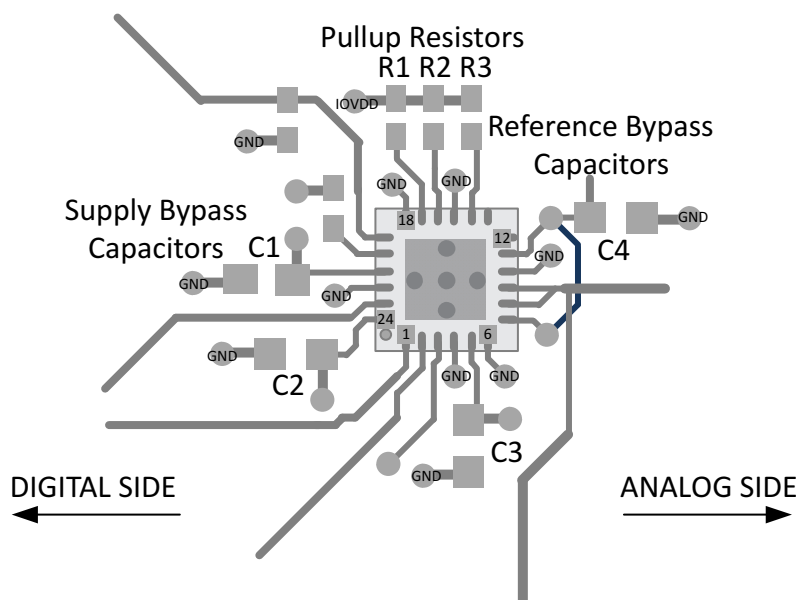 Pullup Resistors
R1 R2 R3
IOVDD
GND
Reference Bypass
Capacitors
GND
GND
18
GND
C4
12
GND
Supply Bypass
Capacitors
C1
GND
GND
24
1
6
GND
C2
GND
GND
C3
GND
DIGITAL SIDE
ANALOG SIDE